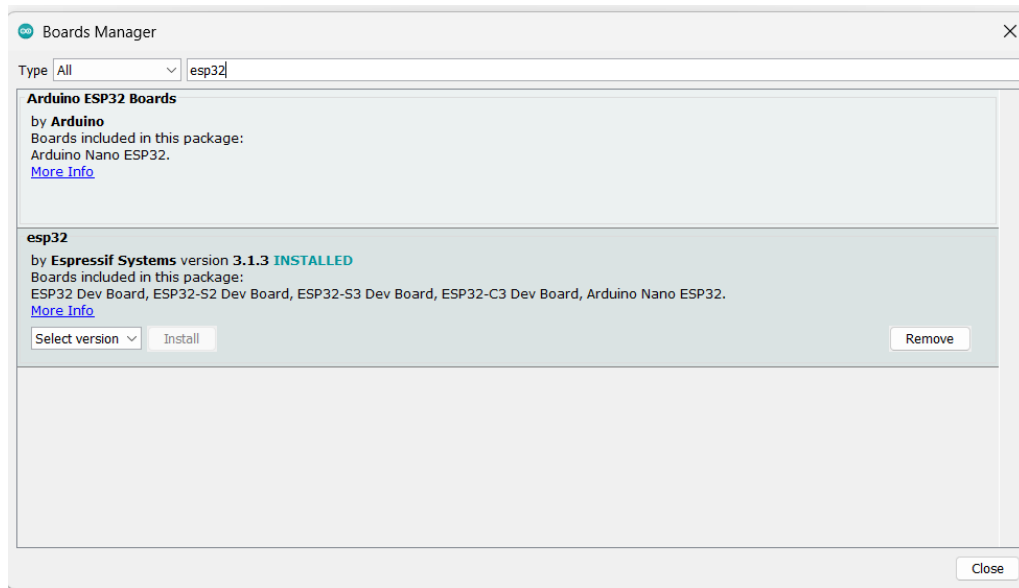 Boards Manager
Type All esp32
Arduino ESP32 Boards
by Arduino
Boards included in this package:
Arduino Nano ESP32.
More Info
esp32
by Espressif Systems version 3.1.3 INSTALLED
Boards included in this package:
ESP32 Dev Board, ESP32-S2 Dev Board, ESP32-S3 Dev Board, ESP32-C3 Dev Board, Arduino Nano ESP32.
More Info
Select version Install Remove
Close